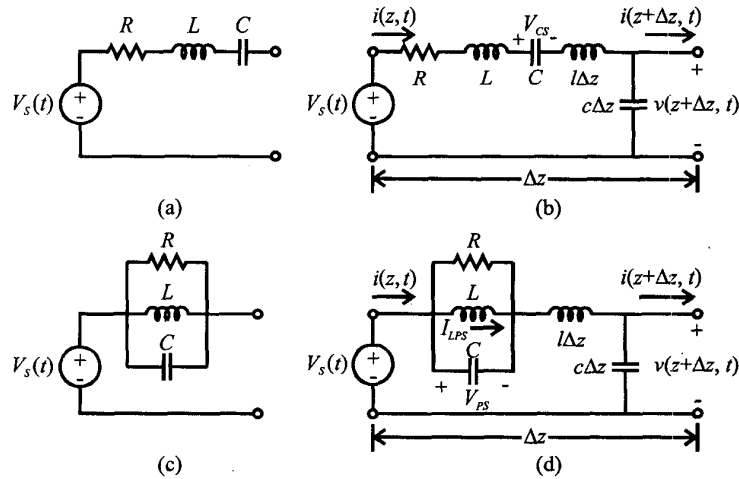 R L C
V_S(t) + -
(a)
i(z, t) V_CS i(z+Δz, t)
+ -
R L C lΔz +
V_S(t) + - cΔz v(z+Δz, t)
-
Δz
(b)
R
L
C
V_S(t) + -
(c)
R
i(z, t) i(z+Δz, t)
L
I_LPS lΔz +
C
V_S(t) + - + - cΔz v(z+Δz, t)
V_PS
-
Δz
(d)